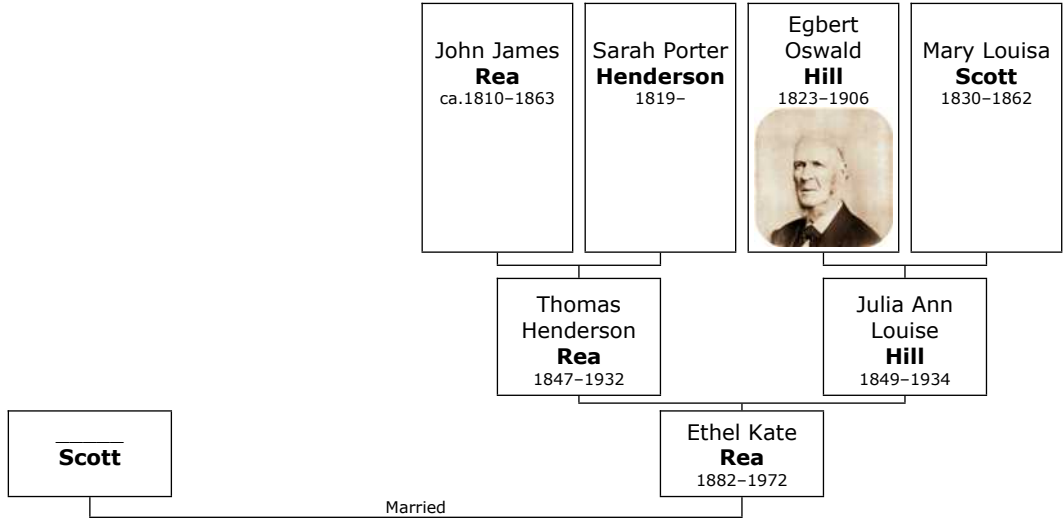 John James
Rea
ca.1810–1863
Sarah Porter
Henderson
1819–
Egbert
Oswald
Hill
1823–1906
Mary Louisa
Scott
1830–1862
Thomas
Henderson
Rea
1847–1932
Julia Ann
Louise
Hill
1849–1934
______
Scott
Ethel Kate
Rea
1882–1972
Married